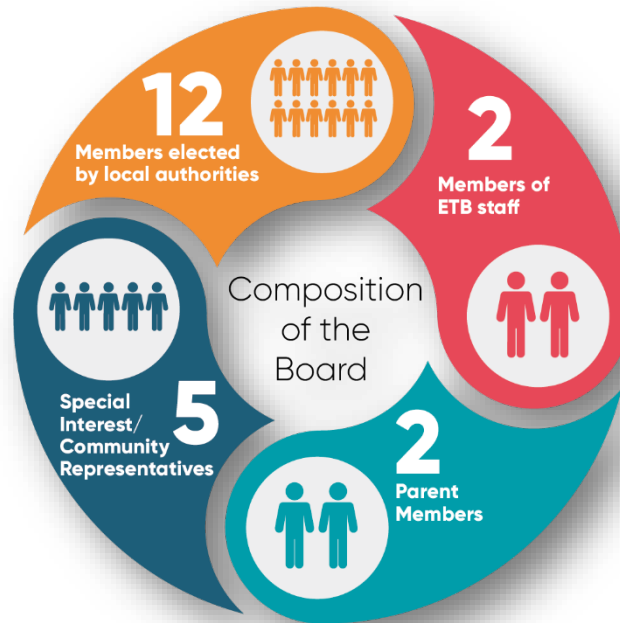 12
Members elected
by local authorities
2
Members of
ETB staff
Composition
of the
Board
5
Special
Interest/
Community
Representatives
2
Parent
Members